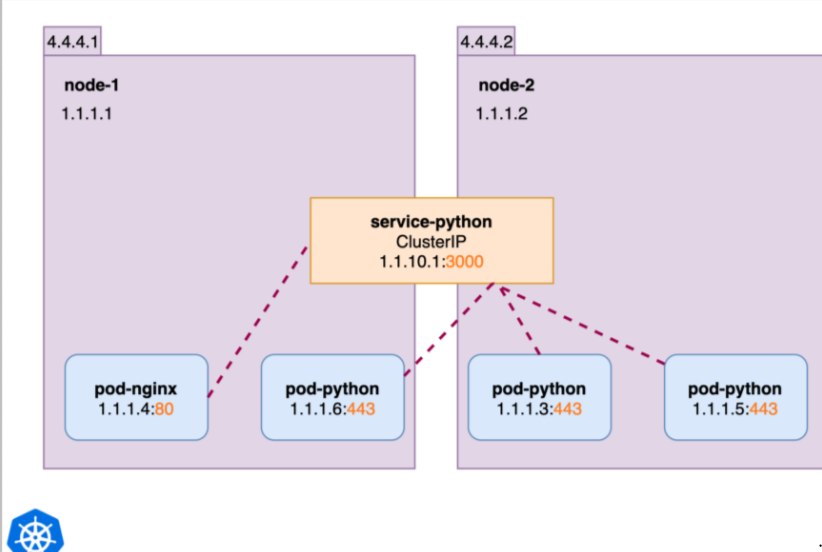 4.4.4.1
node-1
1.1.1.1
4.4.4.2
node-2
1.1.1.2
service-python
ClusterIP
1.1.10.1:3000
pod-nginx
1.1.1.4:80
pod-python
1.1.1.6:443
pod-python
1.1.1.3:443
pod-python
1.1.1.5:443